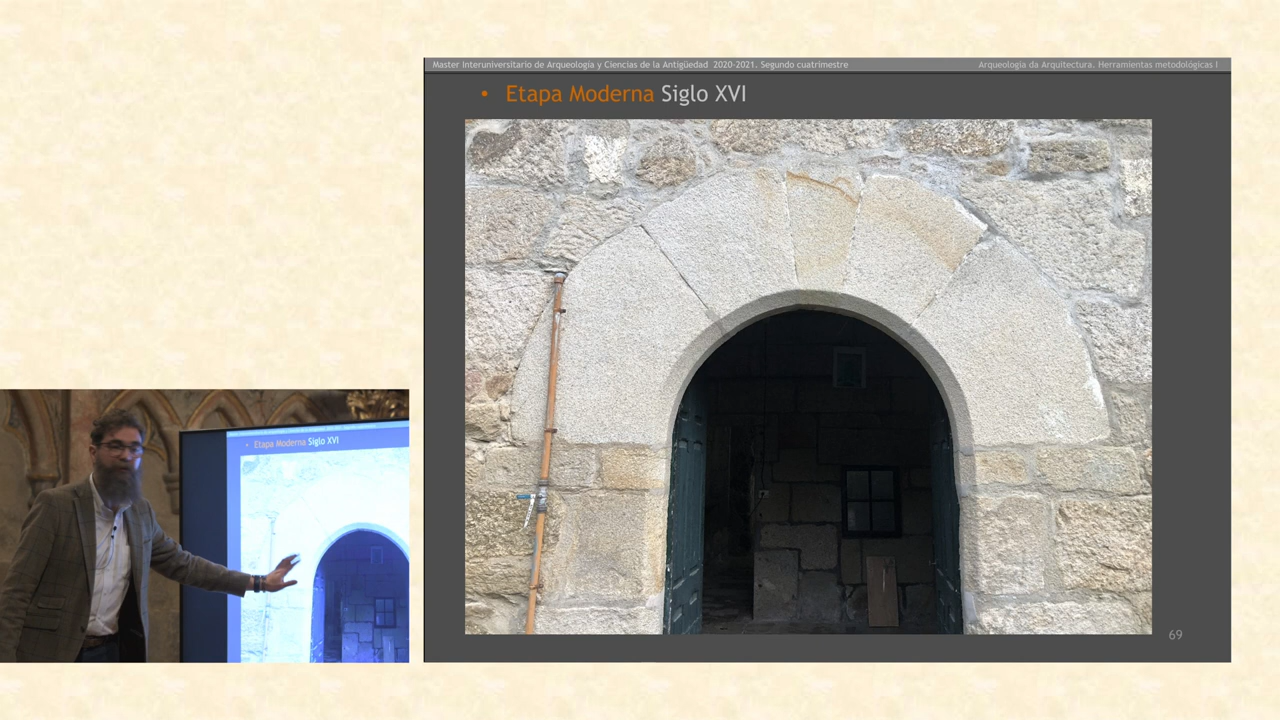 Master Interuniversitario de Arqueología y Ciencias de la Antigüedad 2020-2021. Segundo cuatrimestre
Arqueología da Arquitectura. Herramientas metodológicas I
• Etapa Moderna Siglo XVI
69
• Etapa Moderna Siglo XVI